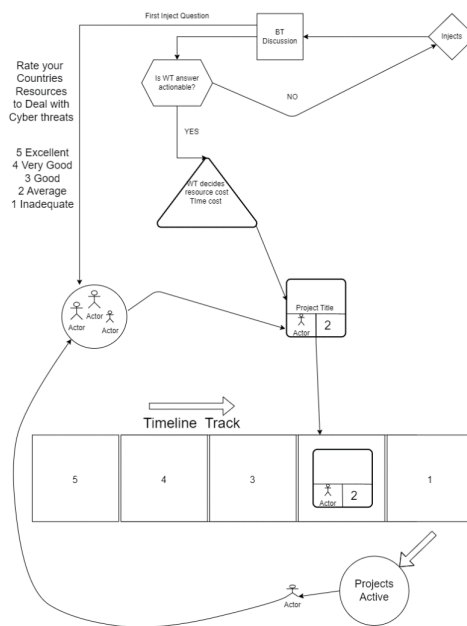 First Inject Question
BT
Discussion
Injects
Rate your
Countries
Resources
to Deal with
Cyber threats
5 Excellent
4 Very Good
3 Good
2 Average
1 Inadequate
Is WT answer
actionable?
NO
YES
WT decides
resource cost
TIme cost
Actor
Actor
Actor
Project Title
Actor
2
Timeline Track
5
4
3
Actor
2
1
Projects
Active
Actor